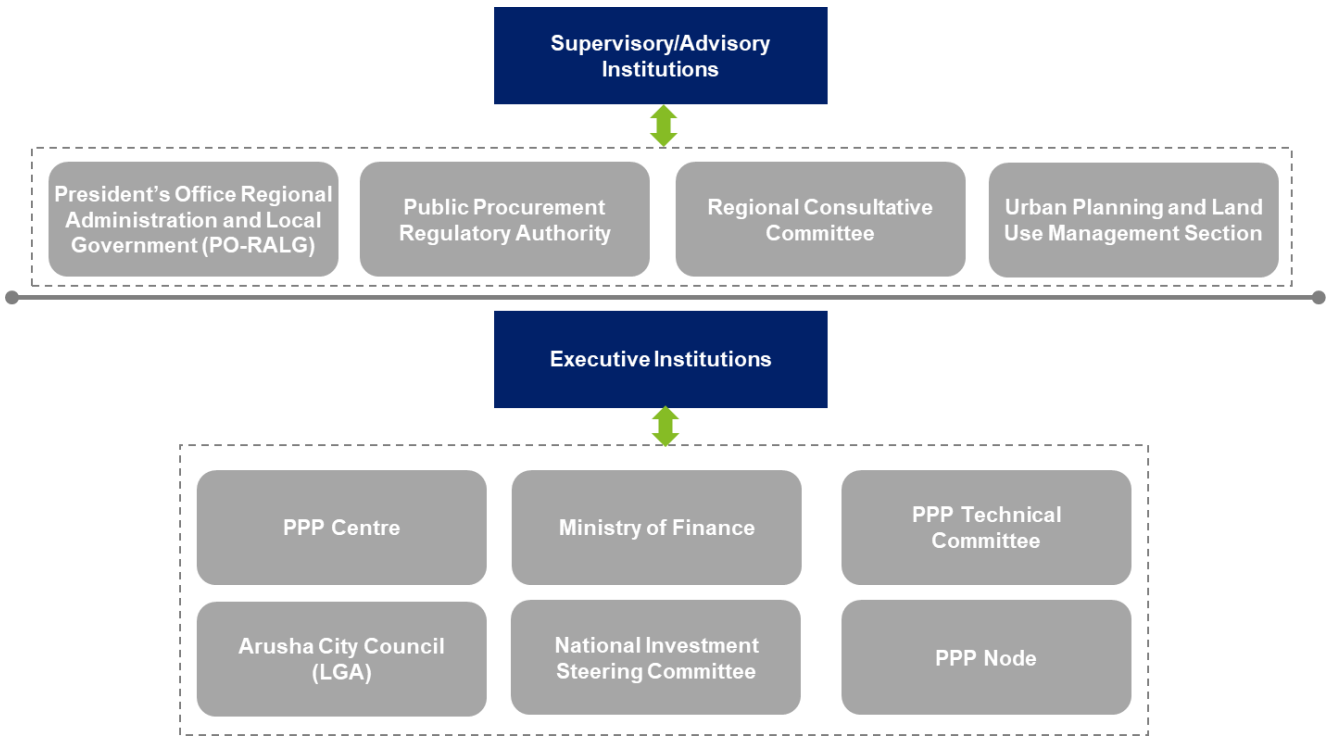 Supervisory/Advisory
Institutions
President’s Office Regional
Administration and Local
Government (PO-RALG)
Public Procurement
Regulatory Authority
Regional Consultative
Committee
Urban Planning and Land
Use Management Section
Executive Institutions
PPP Centre
Ministry of Finance
PPP Technical
Committee
Arusha City Council
(LGA)
National Investment
Steering Committee
PPP Node